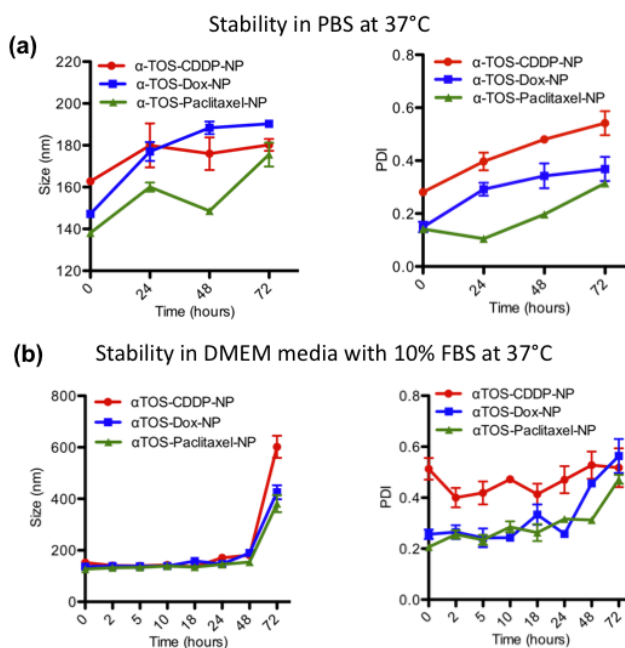 Stability in PBS at 37°C
(a)
α-TOS-CDDP-NP
α-TOS-Dox-NP
α-TOS-Paclitaxel-NP
220
200
180
160
140
120
Size (nm)
0 24 48 72
Time (hours)
α-TOS-CDDP-NP
α-TOS-Dox-NP
α-TOS-Paclitaxel-NP
0.8
0.6
0.4
0.2
0.0
PDI
0 24 48 72
Time (hours)
(b) Stability in DMEM media with 10% FBS at 37°C
αTOS-CDDP-NP
αTOS-Dox-NP
αTOS-Paclitaxel-NP
800
600
400
200
0
Size (nm)
0 2 5 10 18 24 48 72
Time (hours)
αTOS-CDDP-NP
αTOS-Dox-NP
αTOS-Paclitaxel-NP
0.8
0.6
0.4
0.2
0.0
PDI
0 2 5 10 18 24 48 72
Time (hours)